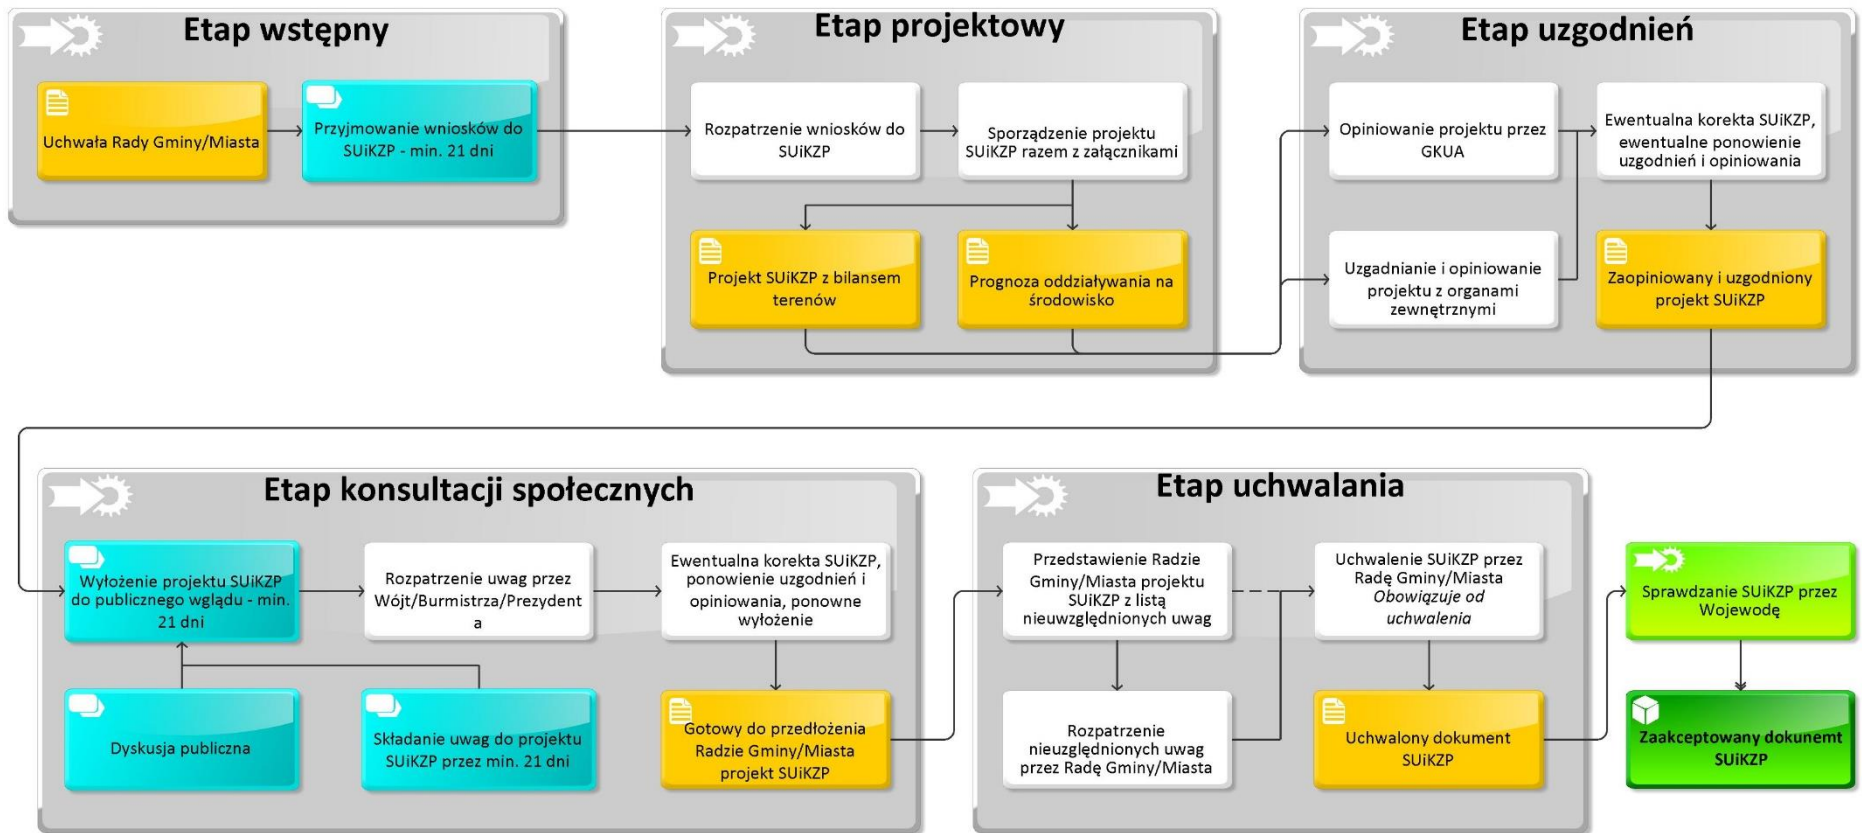 Etap wstępny
Uchwała Rady Gminy/Miasta
Przyjmowanie wniosków do
SUiKZP - min. 21 dni
Etap projektowy
Rozpatrzenie wniosków do
SUiKZP
Sporządzenie projektu
SUiKZP razem z załącznikami
Projekt SUiKZP z bilansem
terenów
Prognoza oddziaływania na
środowisko
Etap uzgodnień
Opiniowanie projektu przez
GKUA
Ewentualna korekta SUiKZP,
ewentualne ponowienie
uzgodnień i opiniowania
Uzgadnianie i opiniowanie
projektu z organami
zewnętrznymi
Zaopiniowany i uzgodniony
projekt SUiKZP
Etap konsultacji społecznych
Wyłożenie projektu SUiKZP
do publicznego wglądu - min.
21 dni
Rozpatrzenie uwag przez
Wójt/Burmistrza/Prezydent
a
Ewentualna korekta SUiKZP,
ponowienie uzgodnień i
opiniowania, ponowne
wyłożenie
Dyskusja publiczna
Składanie uwag do projektu
SUiKZP przez min. 21 dni
Gotowy do przedłożenia
Radzie Gminy/Miasta
projekt SUiKZP
Etap uchwalania
Przedstawienie Radzie
Gminy/Miasta projektu
SUiKZP z listą
nieuwzględnionych uwag
Uchwalenie SUiKZP przez
Radę Gminy/Miasta
Obowiązuje od
uchwalenia
Rozpatrzenie
nieuzględnionych uwag
przez Radę Gminy/Miasta
Uchwalony dokument
SUiKZP
Sprawdzanie SUiKZP przez
Wojewodę
Zaakceptowany dokunemt
SUiKZP